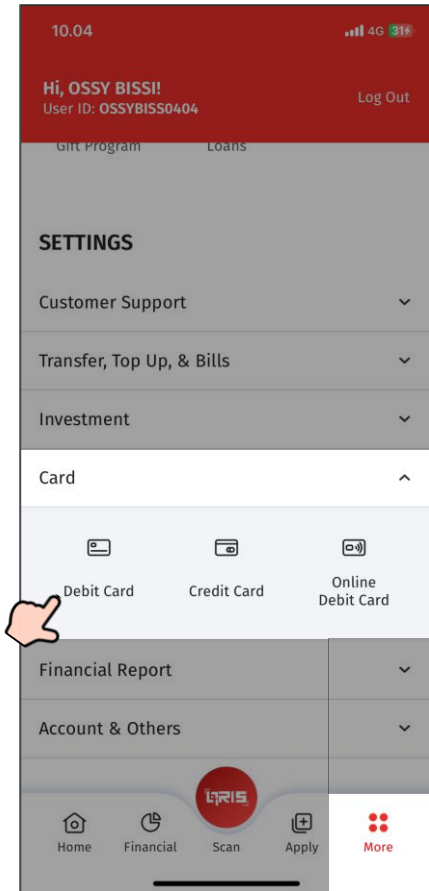 10.04 4G 31
Hi, OSSY BISSI!
User ID: OSSYBISS0404
Log Out
Gift Program Loans
SETTINGS
Customer Support
Transfer, Top Up, & Bills
Investment
Card
Debit Card Credit Card Online Debit Card
Financial Report
Account & Others
QRIS
Home Financial Scan Apply More